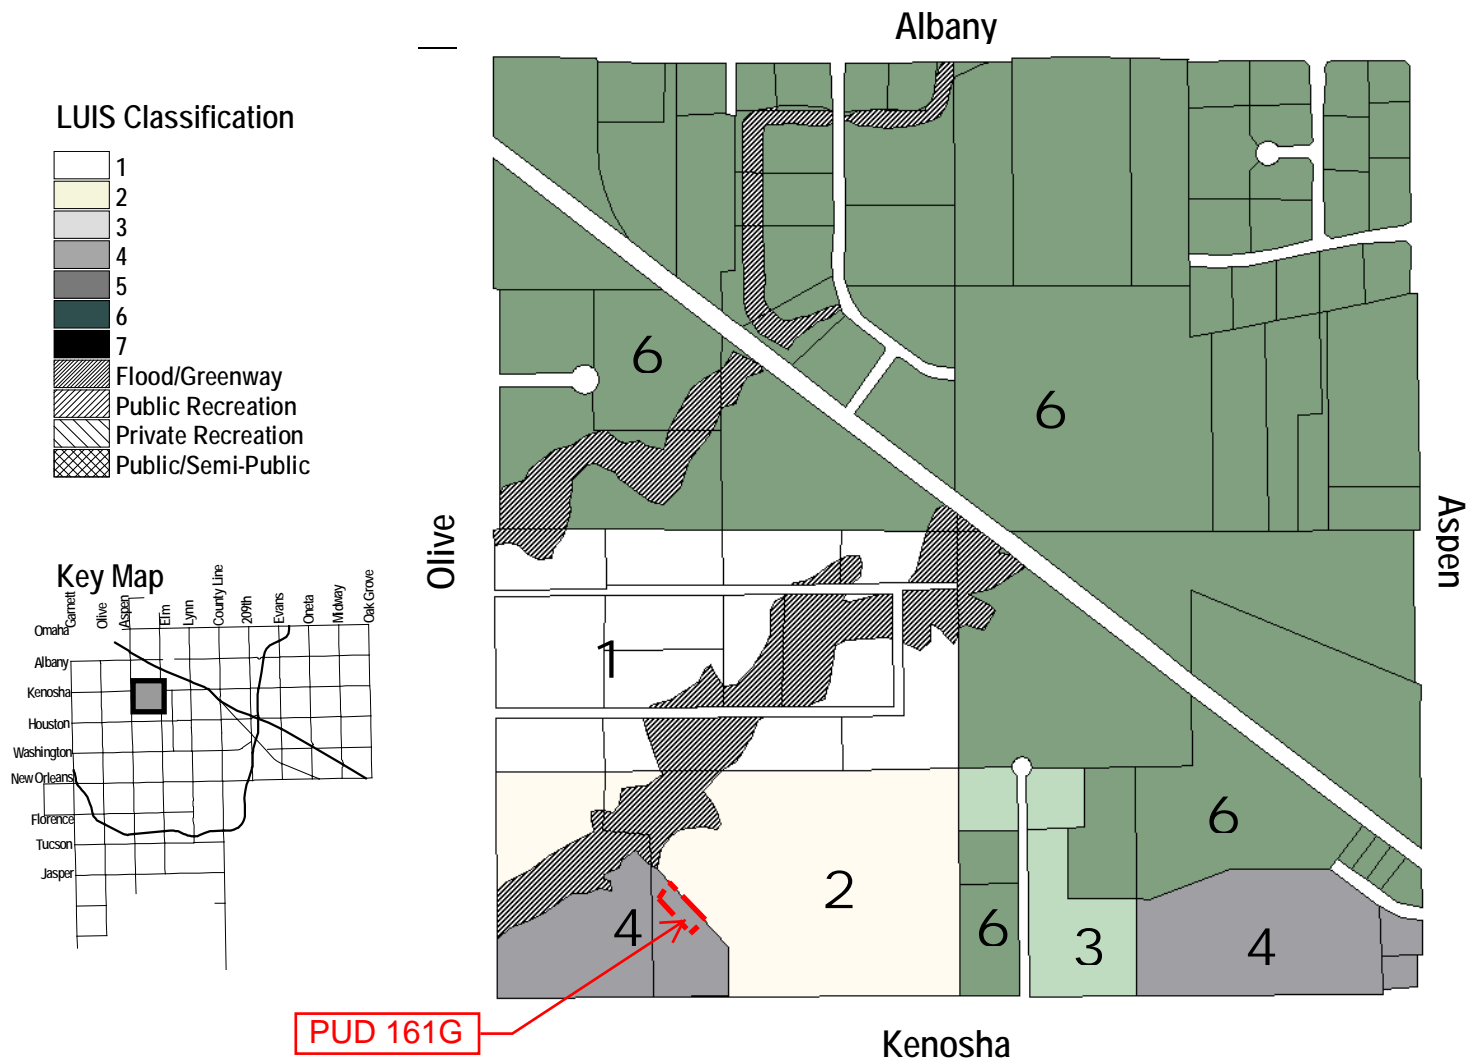 Albany
LUIS Classification
1
2
3
4
5
6
7
Flood/Greenway
Public Recreation
Private Recreation
Public/Semi-Public
6
6
Olive
Aspen
1
6
2
4
6
3
4
PUD 161G
Kenosha
Key Map
Garnett
Olive
Aspen
Elm
Lynn
County Line
209th
Evans
Oneta
Midway
Oak Grove
Omaha
Albany
Kenosha
Houston
Washington
New Orleans
Florence
Tucson
Jasper